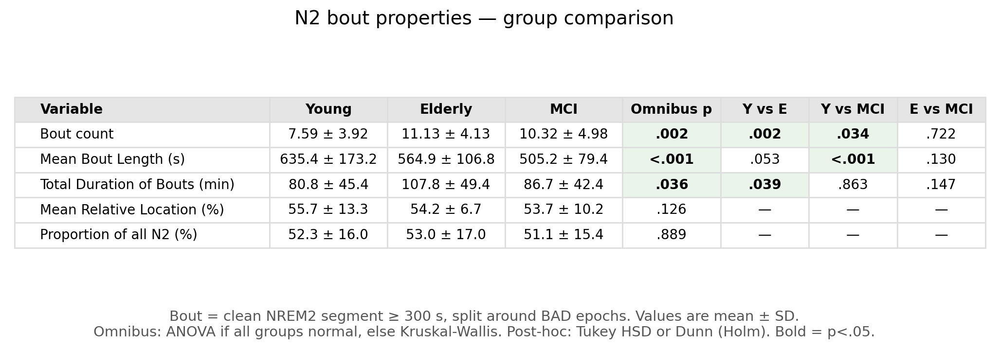 N2 bout properties — group comparison
Variable Young Elderly MCI Omnibus p Y vs E Y vs MCI E vs MCI
Bout count 7.59 ± 3.92 11.13 ± 4.13 10.32 ± 4.98 .002 .002 .034 .722
Mean Bout Length (s) 635.4 ± 173.2 564.9 ± 106.8 505.2 ± 79.4 <.001 .053 <.001 .130
Total Duration of Bouts (min) 80.8 ± 45.4 107.8 ± 49.4 86.7 ± 42.4 .036 .039 .863 .147
Mean Relative Location (%) 55.7 ± 13.3 54.2 ± 6.7 53.7 ± 10.2 .126 — — —
Proportion of all N2 (%) 52.3 ± 16.0 53.0 ± 17.0 51.1 ± 15.4 .889 — — —
Bout = clean NREM2 segment ≥ 300 s, split around BAD epochs. Values are mean ± SD.
Omnibus: ANOVA if all groups normal, else Kruskal-Wallis. Post-hoc: Tukey HSD or Dunn (Holm). Bold = p<.05.